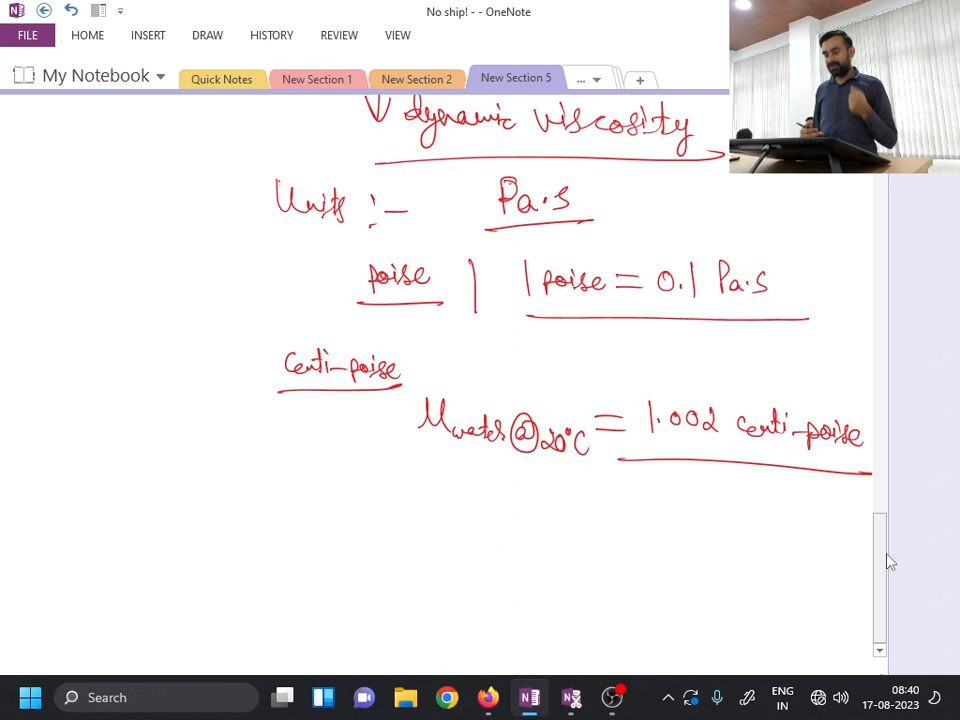 No ship! - - OneNote
FILE HOME INSERT DRAW HISTORY REVIEW VIEW
My Notebook Quick Notes New Section 1 New Section 2 New Section 5 ... +
dynamic viscosity
Units :- Pa.s
poise | 1 poise = 0.1 Pa.s
Centi-poise
μwater@20°C = 1.002 centi-poise
Search ENG 08:40
IN 17-08-2023